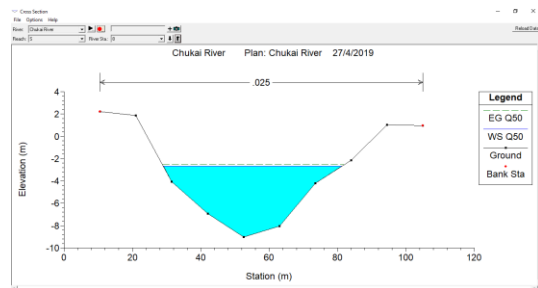 Cross Section
File Options Help
River: Chukai River
Reload Data
Reach: 5 River Sta.: 8
Chukai River Plan: Chukai River 27/4/2019
.025
Legend
EG Q50
WS Q50
Ground
Bank Sta
Elevation (m)
4
2
0
-2
-4
-6
-8
-10
0 20 40 60 80 100 120
Station (m)